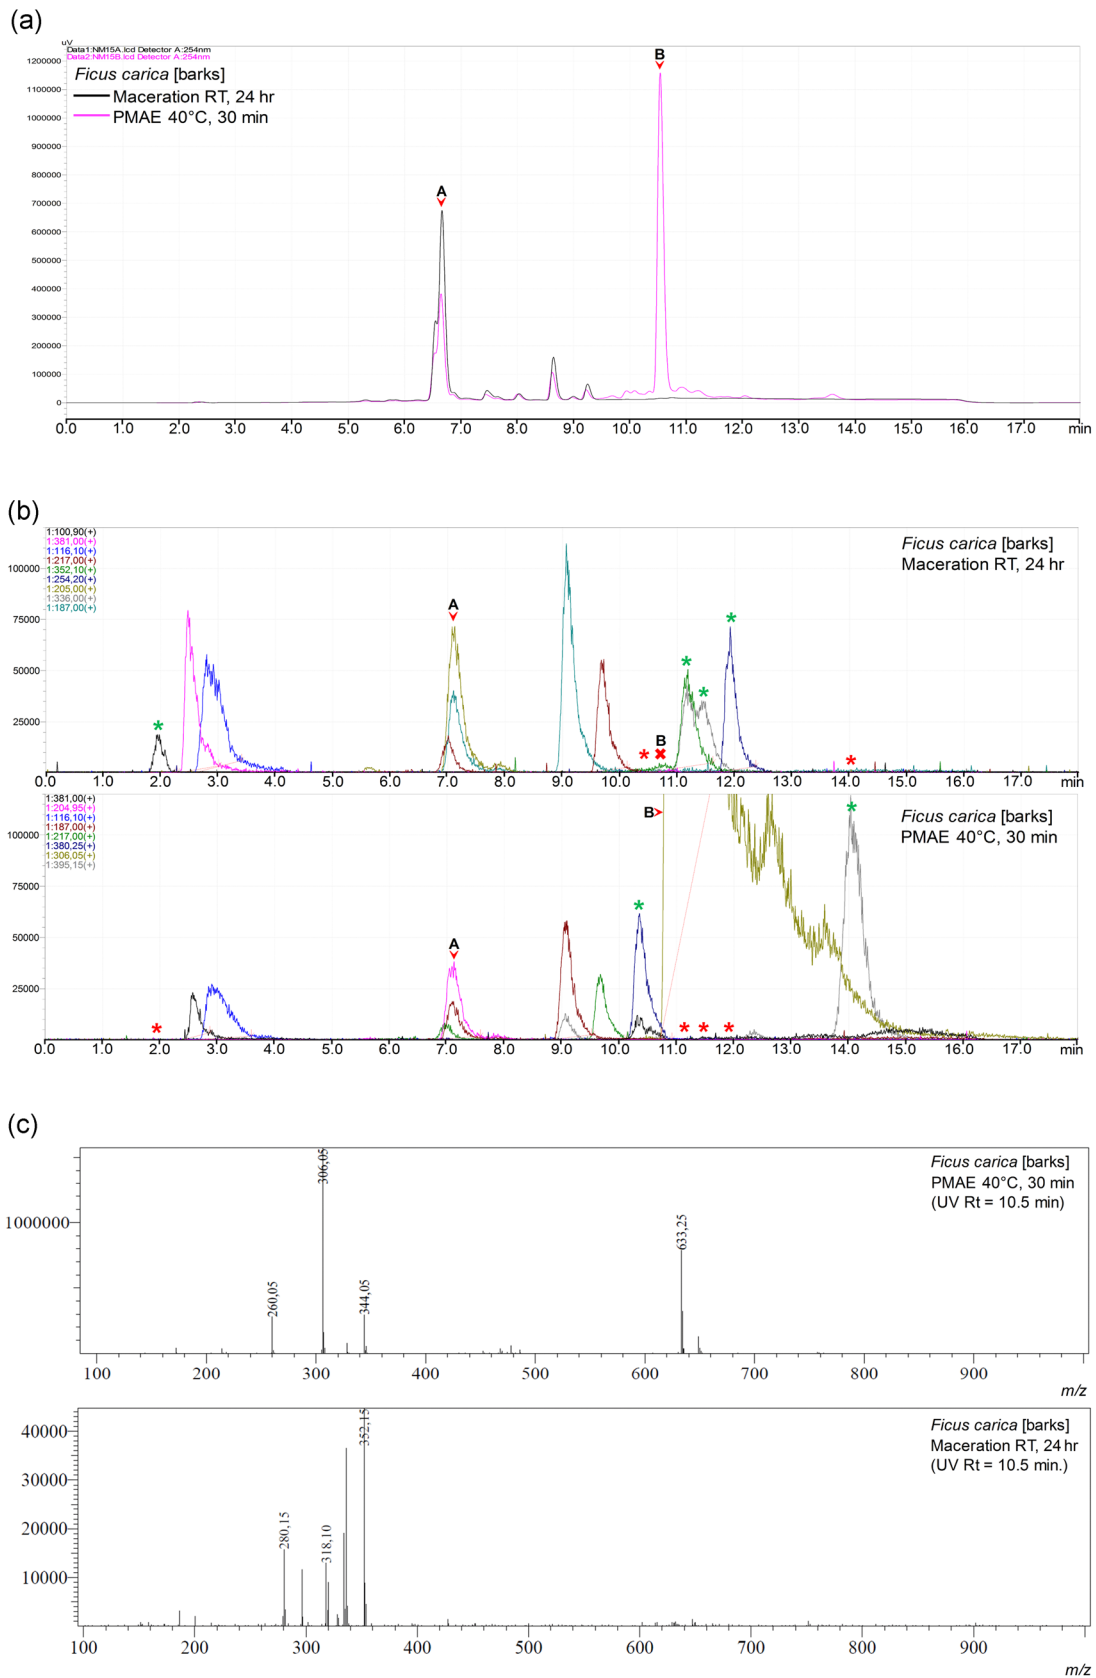 (a)
uV
Data1:NM15A.lcd Detector A:254nm
Data2:NM15B.lcd Detector A:254nm
Ficus carica [barks]
Maceration RT, 24 hr
PMAE 40°C, 30 min
A
B
1200000
1100000
1000000
900000
800000
700000
600000
500000
400000
300000
200000
100000
0
0.0 1.0 2.0 3.0 4.0 5.0 6.0 7.0 8.0 9.0 10.0 11.0 12.0 13.0 14.0 15.0 16.0 17.0 min
(b)
1:100,90(+)
1:381,00(+)
1:116,10(+)
1:217,00(+)
1:352,10(+)
1:254,20(+)
1:205,00(+)
1:336,00(+)
1:187,00(+)
Ficus carica [barks]
Maceration RT, 24 hr
100000
75000
50000
25000
* A * B * * * *
0.0 1.0 2.0 3.0 4.0 5.0 6.0 7.0 8.0 9.0 10.0 11.0 12.0 13.0 14.0 15.0 16.0 17.0 min
1:381,00(+)
1:204,95(+)
1:116,10(+)
1:187,00(+)
1:217,00(+)
1:380,25(+)
1:306,05(+)
1:395,15(+)
Ficus carica [barks]
PMAE 40°C, 30 min
100000
75000
50000
25000
* A * B * * * *
0.0 1.0 2.0 3.0 4.0 5.0 6.0 7.0 8.0 9.0 10.0 11.0 12.0 13.0 14.0 15.0 16.0 17.0 min
(c)
Ficus carica [barks]
PMAE 40°C, 30 min
(UV Rt = 10.5 min)
1000000
260,05
306,05
344,05
633,25
100 200 300 400 500 600 700 800 900
m/z
Ficus carica [barks]
Maceration RT, 24 hr
(UV Rt = 10.5 min.)
40000
30000
20000
10000
280,15
318,10
352,15
100 200 300 400 500 600 700 800 900
m/z